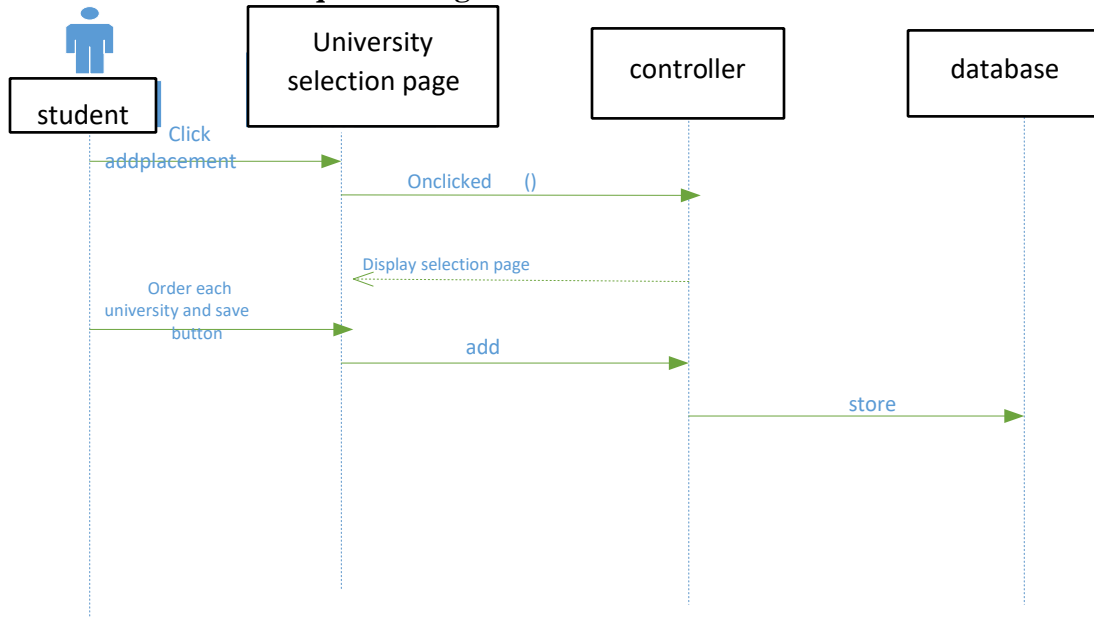 University
selection page
controller
database
student
Click
addplacement
Onclicked ()
Display selection page
Order each
university and save
button
add
store